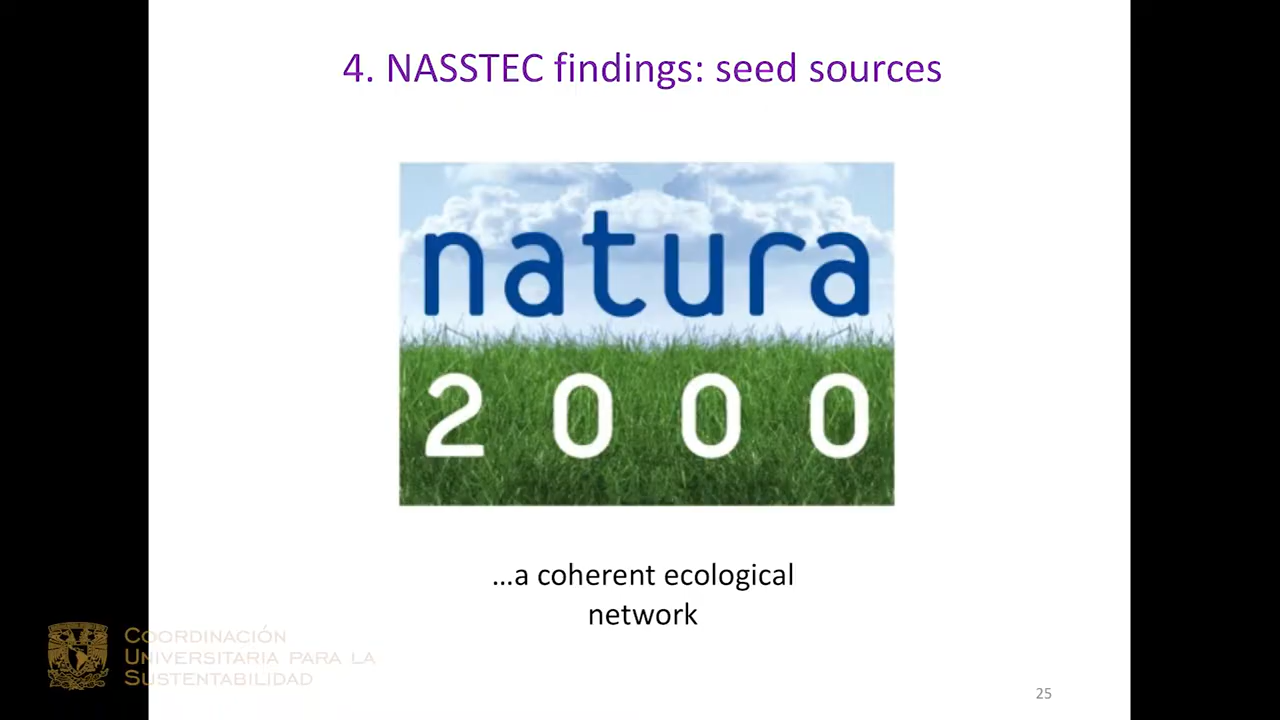 4. NASSTEC findings: seed sources
natura
2000
...a coherent ecological
network
COORDINACIÓN
UNIVERSITARIA PARA LA
SUSTENTABILIDAD
25